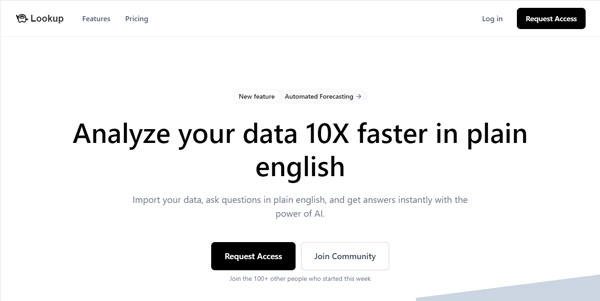 Lookup Features Pricing Log in Request Access
New feature Automated Forecasting →
Analyze your data 10X faster in plain
english
Import your data, ask questions in plain english, and get answers instantly with the
power of AI.
Request Access Join Community
Join the 100+ other people who started this week